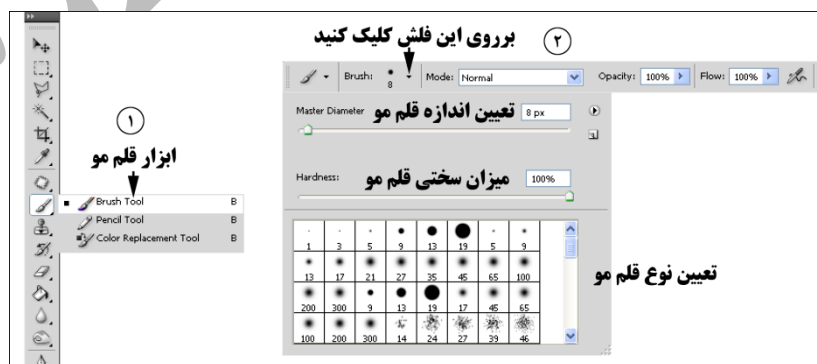 ۲ برروی این فلش کلیک کنید
Brush: 8 Mode: Normal Opacity: 100% Flow: 100%
Master Diameter تعیین اندازه قلم مو 8 px
Hardness: میزان سختی قلم مو 100%
۱
ابزار قلم مو
Brush Tool B
Pencil Tool B
Color Replacement Tool B
1 3 5 9 13 19 5 9
13 17 21 27 35 45 65 100
200 300 9 13 19 17 45 65
100 200 300 14 24 27 39 46
تعیین نوع قلم مو